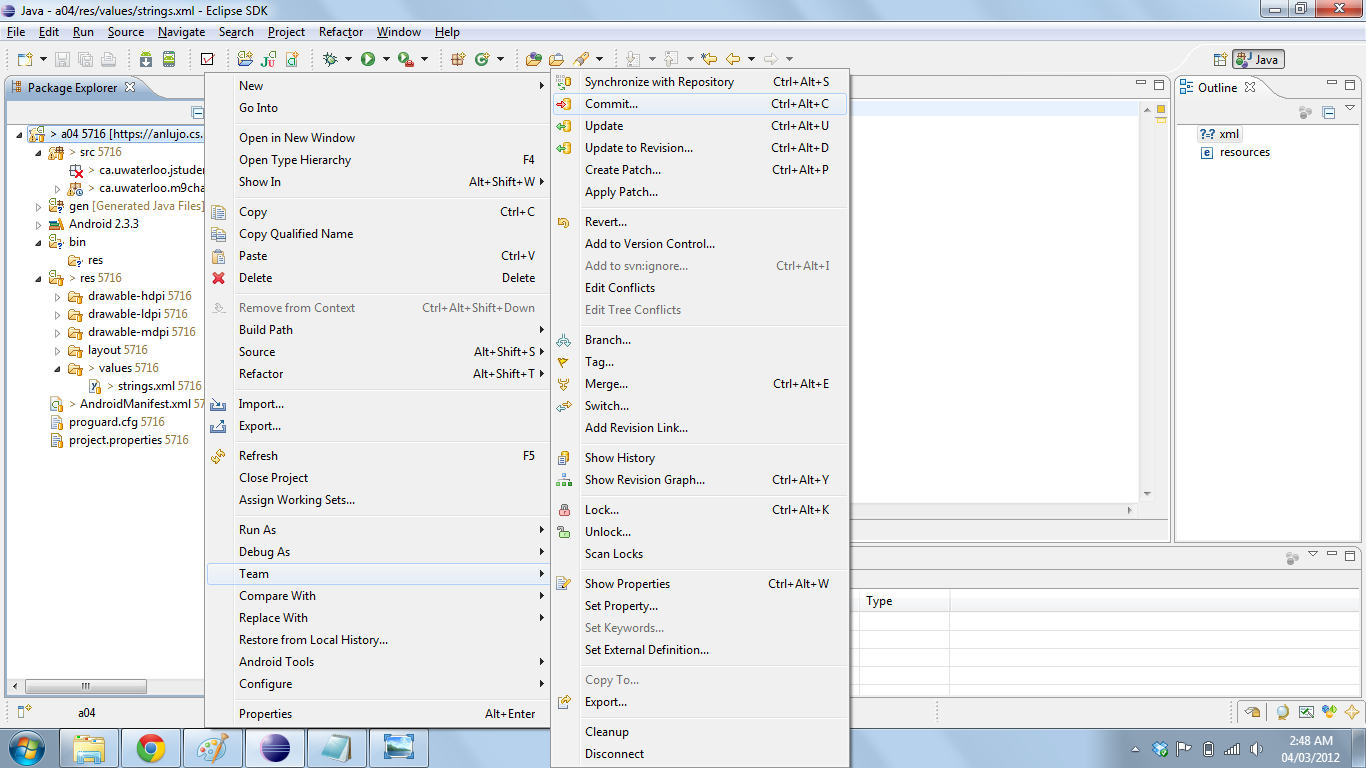 Java - a04/res/values/strings.xml - Eclipse SDK
File Edit Run Source Navigate Search Project Refactor Window Help
Java
Package Explorer
> a04 5716 [https://anlujo.cs.
> src 5716
> ca.uwaterloo.jstude
> ca.uwaterloo.m9cha
gen [Generated Java Files]
Android 2.3.3
bin
res
> res 5716
drawable-hdpi 5716
drawable-ldpi 5716
drawable-mdpi 5716
layout 5716
> values 5716
> strings.xml 5716
> AndroidManifest.xml 57
proguard.cfg 5716
project.properties 5716
a04
New
Go Into
Open in New Window
Open Type Hierarchy F4
Show In Alt+Shift+W
Copy Ctrl+C
Copy Qualified Name
Paste Ctrl+V
Delete Delete
Remove from Context Ctrl+Alt+Shift+Down
Build Path
Source Alt+Shift+S
Refactor Alt+Shift+T
Import...
Export...
Refresh F5
Close Project
Assign Working Sets...
Run As
Debug As
Team
Compare With
Replace With
Restore from Local History...
Android Tools
Configure
Properties Alt+Enter
Synchronize with Repository Ctrl+Alt+S
Commit... Ctrl+Alt+C
Update Ctrl+Alt+U
Update to Revision... Ctrl+Alt+D
Create Patch... Ctrl+Alt+P
Apply Patch...
Revert...
Add to Version Control...
Add to svn:ignore... Ctrl+Alt+I
Edit Conflicts
Edit Tree Conflicts
Branch...
Tag...
Merge... Ctrl+Alt+E
Switch...
Add Revision Link...
Show History
Show Revision Graph... Ctrl+Alt+Y
Lock... Ctrl+Alt+K
Unlock...
Scan Locks
Show Properties Ctrl+Alt+W
Set Property...
Set Keywords...
Set External Definition...
Copy To...
Export...
Cleanup
Disconnect
Outline
xml
resources
Type
2:48 AM
04/03/2012